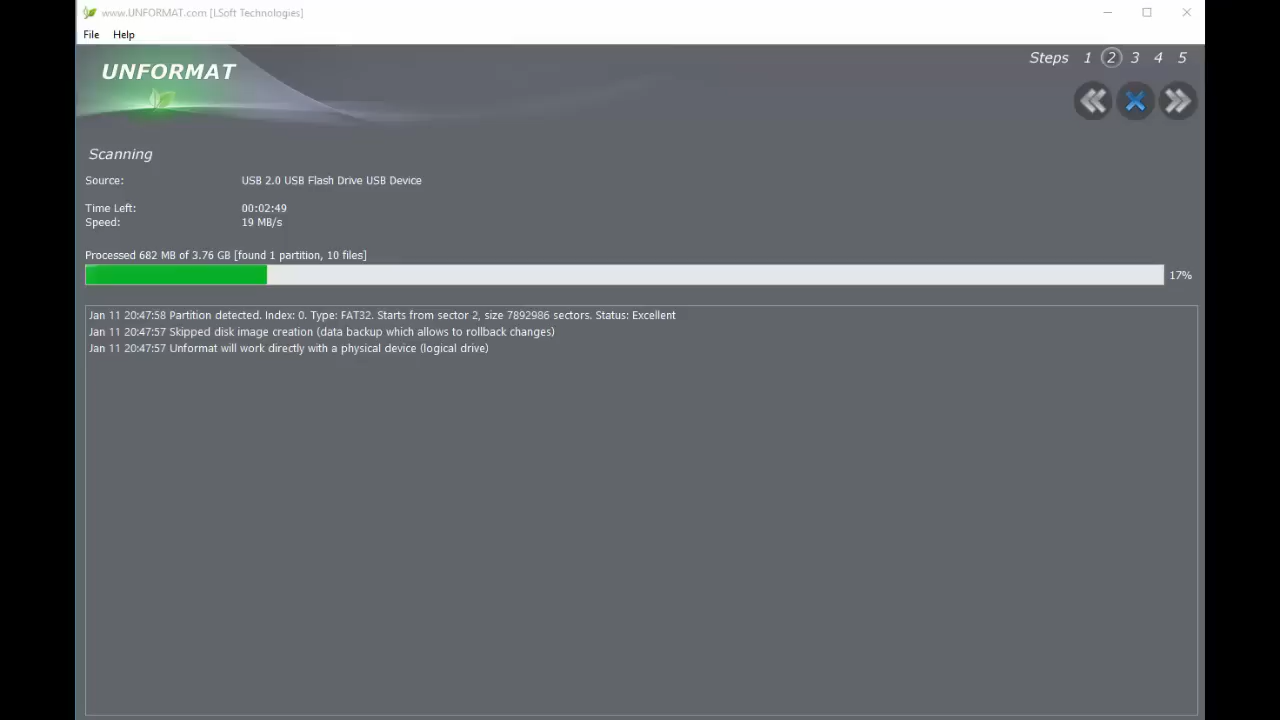 www.UNFORMAT.com [LSoft Technologies]
File Help
Steps 1 2 3 4 5
UNFORMAT
Scanning
Source: USB 2.0 USB Flash Drive USB Device
Time Left: 00:02:49
Speed: 19 MB/s
Processed 682 MB of 3.76 GB [found 1 partition, 10 files]
17%
Jan 11 20:47:58 Partition detected. Index: 0. Type: FAT32. Starts from sector 2, size 7892986 sectors. Status: Excellent
Jan 11 20:47:57 Skipped disk image creation (data backup which allows to rollback changes)
Jan 11 20:47:57 Unformat will work directly with a physical device (logical drive)